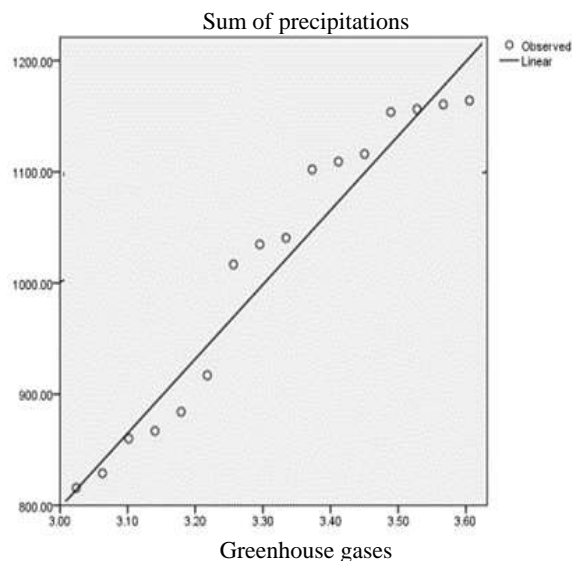 Sum of precipitations
Observed
Linear
1200.00
1100.00
1000.00
900.00
800.00
3.00 3.10 3.20 3.30 3.40 3.50 3.60
Greenhouse gases